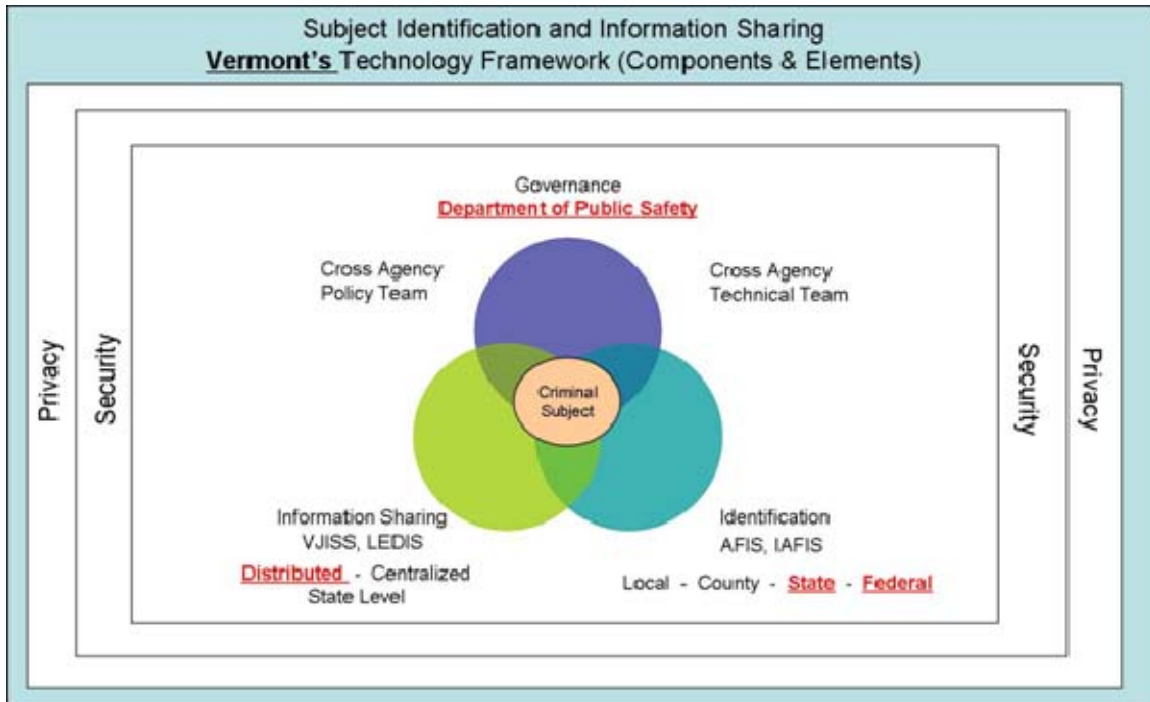 Subject Identification and Information Sharing
Vermont's Technology Framework (Components & Elements)
Governance
Department of Public Safety
Cross Agency
Policy Team
Cross Agency
Technical Team
Privacy
Security
Criminal
Subject
Security
Privacy
Information Sharing
VJISS, LEDIS
Distributed - Centralized
State Level
Identification
AFIS, IAFIS
Local - County - State - Federal